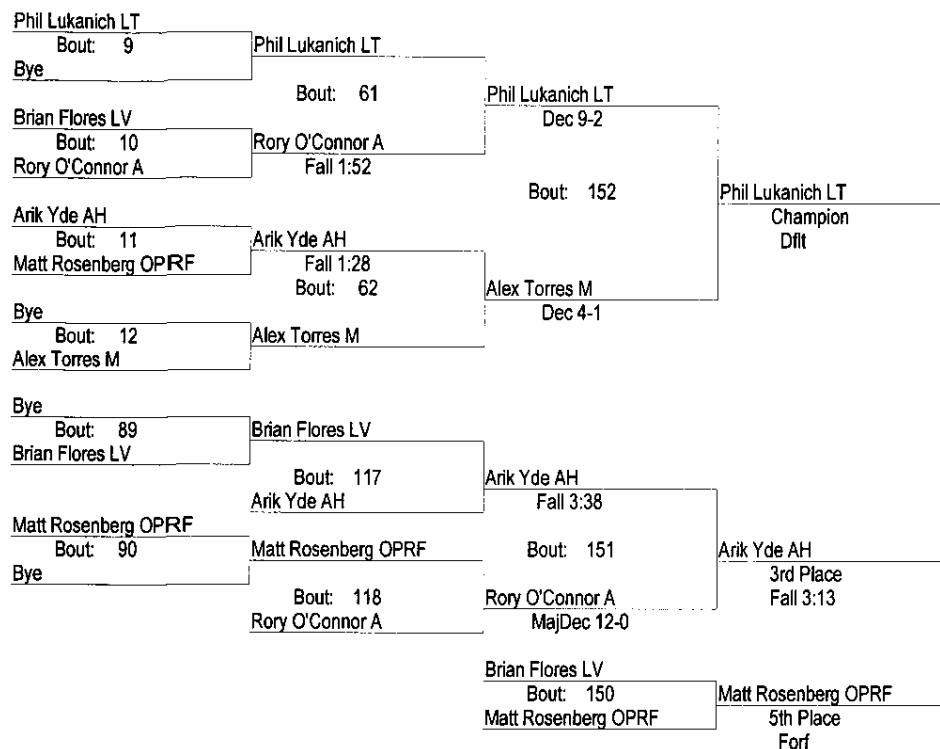 Phil Lukanich LT
Bout: 9
Bye
Phil Lukanich LT
Bout: 61
Brian Flores LV
Bout: 10
Rory O'Connor A
Rory O'Connor A
Fall 1:52
Phil Lukanich LT
Dec 9-2
Bout: 152
Arik Yde AH
Bout: 11
Matt Rosenberg OPRF
Arik Yde AH
Fall 1:28
Bout: 62
Bye
Bout: 12
Alex Torres M
Alex Torres M
Alex Torres M
Dec 4-1
Phil Lukanich LT
Champion
Dflt
Bye
Bout: 89
Brian Flores LV
Brian Flores LV
Bout: 117
Arik Yde AH
Arik Yde AH
Fall 3:38
Bout: 151
Matt Rosenberg OPRF
Bout: 90
Bye
Matt Rosenberg OPRF
Bout: 118
Rory O'Connor A
Rory O'Connor A
MajDec 12-0
Arik Yde AH
3rd Place
Fall 3:13
Brian Flores LV
Bout: 150
Matt Rosenberg OPRF
Matt Rosenberg OPRF
5th Place
Forf